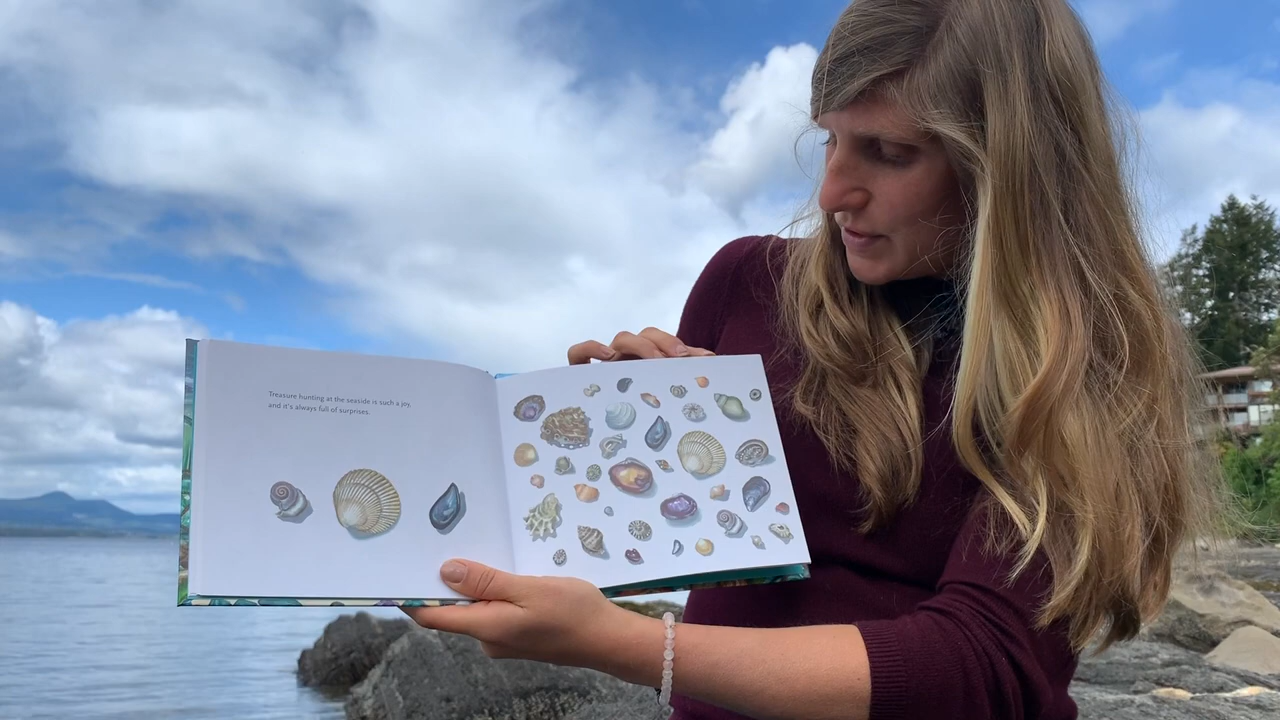 Treasure hunting at the seaside is such a joy,
and it's always full of surprises.